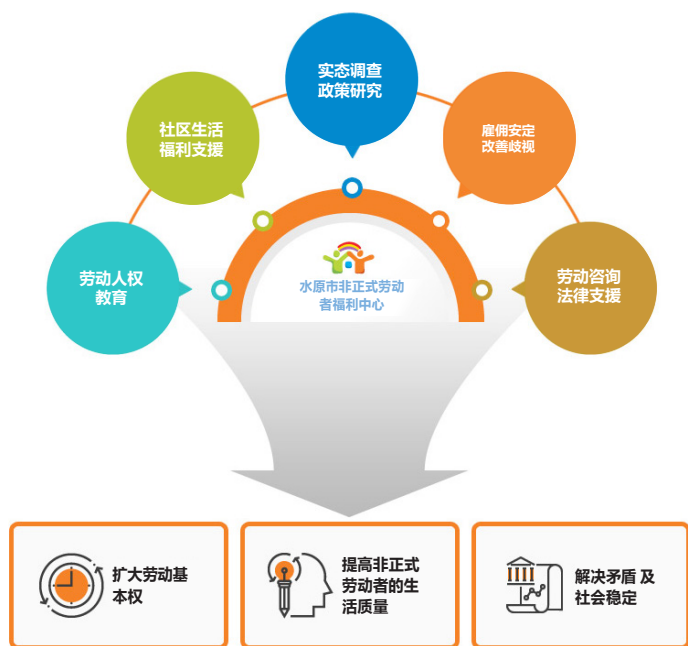 实态调查
政策研究
社区生活
福利支援
雇佣安定
改善歧视
劳动人权
教育
水原市非正式劳动
者福利中心
劳动咨询
法律支援
扩大劳动基
本权
提高非正式
劳动者的生
活质量
解决矛盾 及
社会稳定